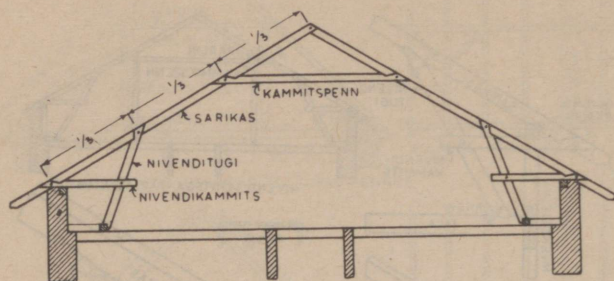 1/3
1/3
1/3
KAMMITSPENN
SARIKAS
NIVENDITUGI
NIVENDIKAMMITS